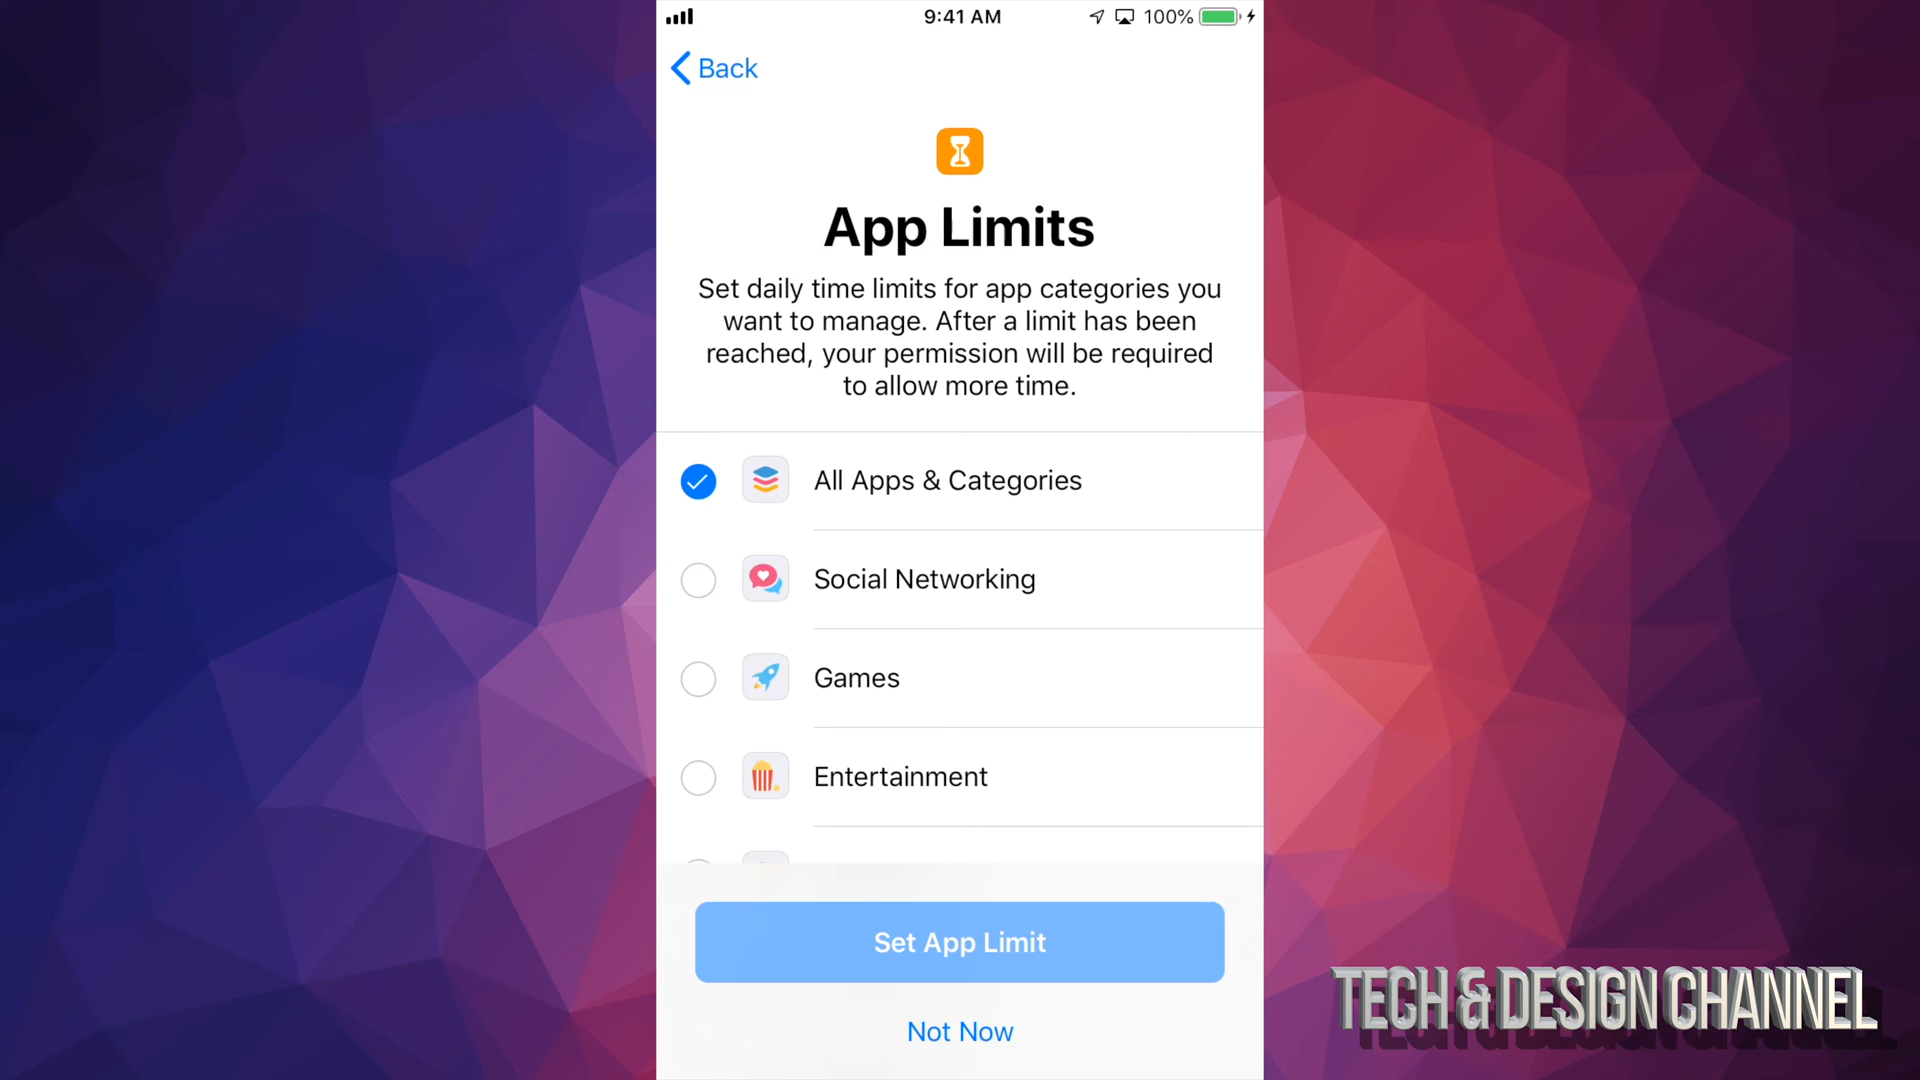 9:41 AM
100%
Back
App Limits
Set daily time limits for app categories you
want to manage. After a limit has been
reached, your permission will be required
to allow more time.
All Apps & Categories
Social Networking
Games
Entertainment
Set App Limit
Not Now
TECH & DESIGN CHANNEL